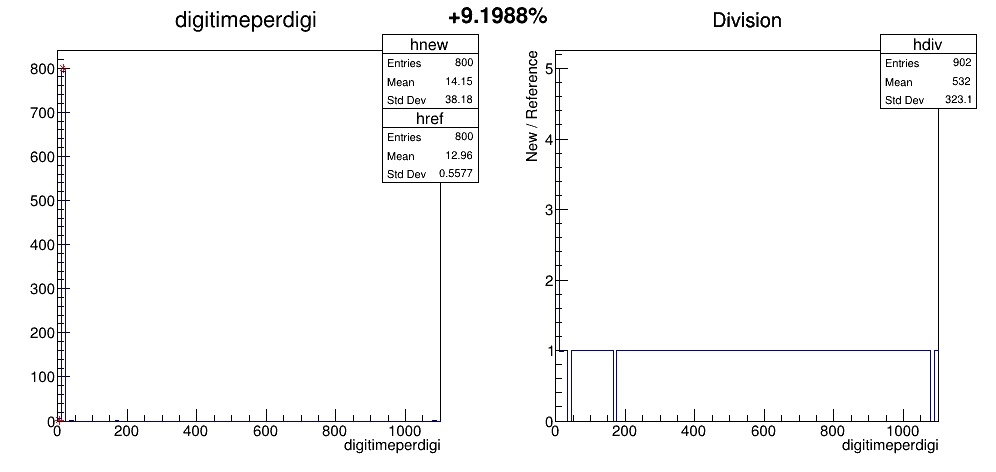 digitimeperdigi
+9.1988%
Division
hnew
Entries 800
Mean 14.15
Std Dev 38.18
href
Entries 800
Mean 12.96
Std Dev 0.5577
800
700
600
500
400
300
200
100
0
0 200 400 600 800 1000
digitimeperdigi
hdiv
Entries 902
Mean 532
Std Dev 323.1
New / Reference
5
4
3
2
1
0
0 200 400 600 800 1000
digitimeperdigi